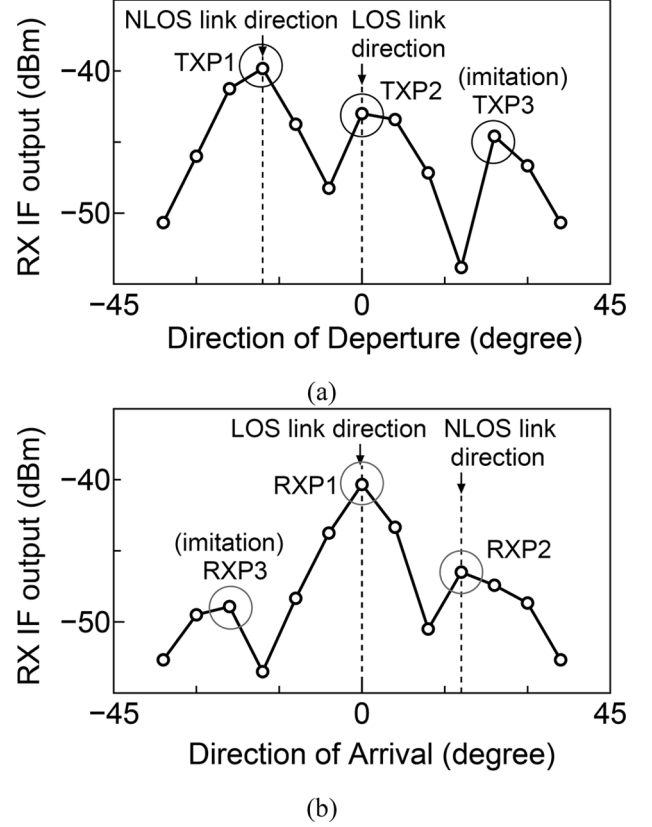 NLOS link direction
LOS link
direction
TXP1
TXP2
(imitation)
TXP3
RX IF output (dBm)
−40
−50
−45
0
45
Direction of Deperture (degree)
(a)
LOS link direction
NLOS link
direction
RXP1
RXP2
(imitation)
RXP3
RX IF output (dBm)
−40
−50
−45
0
45
Direction of Arrival (degree)
(b)